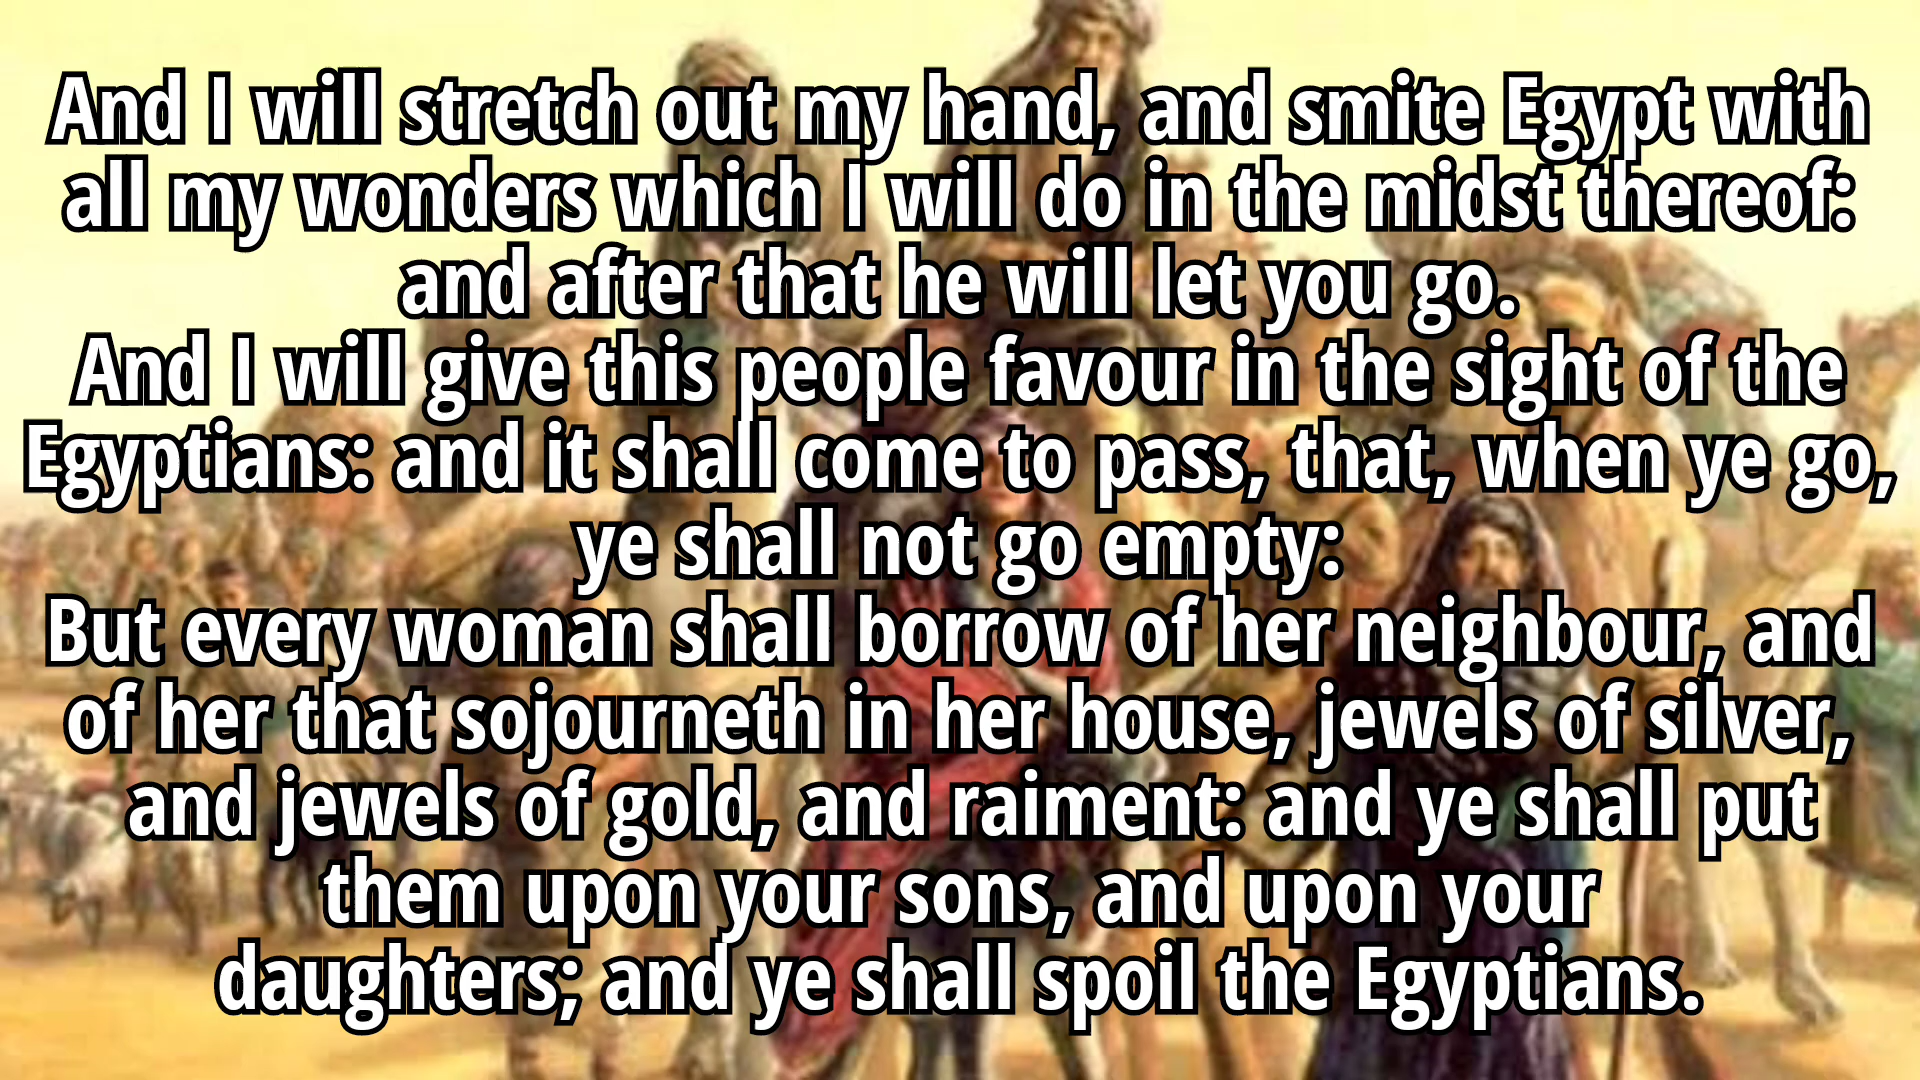 And I will stretch out my hand, and smite Egypt with
all my wonders which I will do in the midst thereof:
and after that he will let you go.
And I will give this people favour in the sight of the
Egyptians: and it shall come to pass, that, when ye go,
ye shall not go empty:
But every woman shall borrow of her neighbour, and
of her that sojourneth in her house, jewels of silver,
and jewels of gold, and raiment: and ye shall put
them upon your sons, and upon your
daughters; and ye shall spoil the Egyptians.